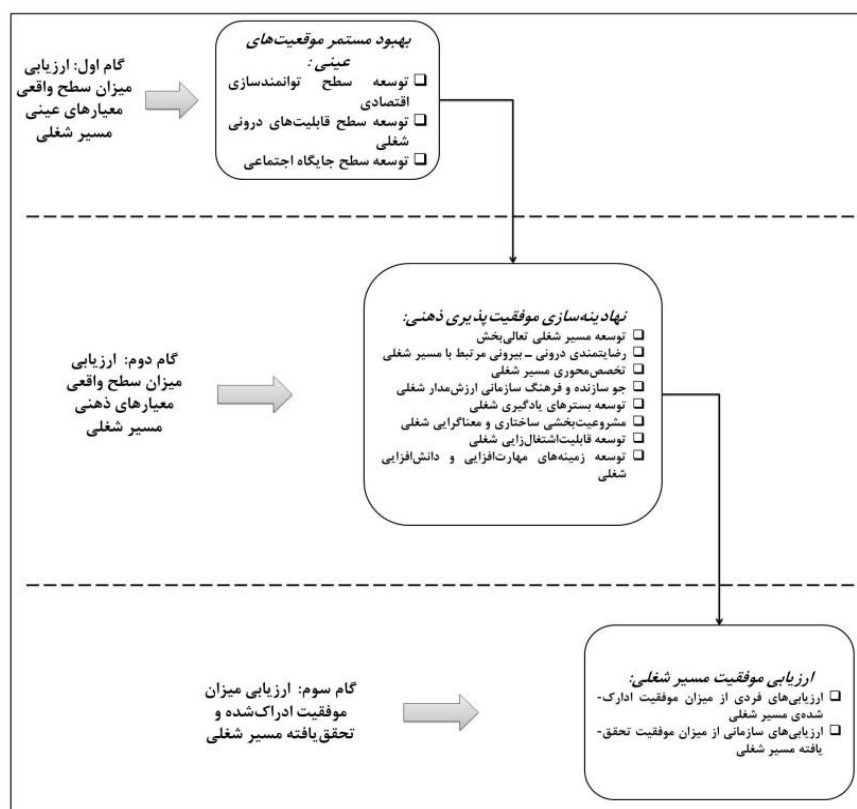 گام اول: ارزیابی
میزان سطح واقعی
معیارهای عینی
مسیر شغلی
بهبود مستمر موقعیت‌های
عینی:
❑ توسعه سطح توانمندسازی
اقتصادی
❑ توسعه سطح قابلیت‌های درونی
شغلی
❑ توسعه سطح جایگاه اجتماعی
گام دوم: ارزیابی
میزان سطح واقعی
معیارهای ذهنی
مسیر شغلی
نهادینه‌سازی موفقیت‌پذیری ذهنی:
❑ توسعه مسیر شغلی تعالی‌بخش
❑ رضایتمندی درونی ـ بیرونی مرتبط با مسیر شغلی
❑ تخصص‌محوری مسیر شغلی
❑ جو سازنده و فرهنگ سازمانی ارزش‌مدار شغلی
❑ توسعه بسترهای یادگیری شغلی
❑ مشروعیت‌بخشی ساختاری و معناگرایی شغلی
❑ توسعه قابلیت‌اشتغال‌زایی شغلی
❑ توسعه زمینه‌های مهارت‌افزایی و دانش‌افزایی
شغلی
گام سوم: ارزیابی میزان
موفقیت ادراک‌شده و
تحقق‌یافته مسیر شغلی
ارزیابی موفقیت مسیر شغلی:
❑ ارزیابی‌های فردی از میزان موفقیت ادارک-
شده‌ی مسیر شغلی
❑ ارزیابی‌های سازمانی از میزان موفقیت تحقق-
یافته مسیر شغلی